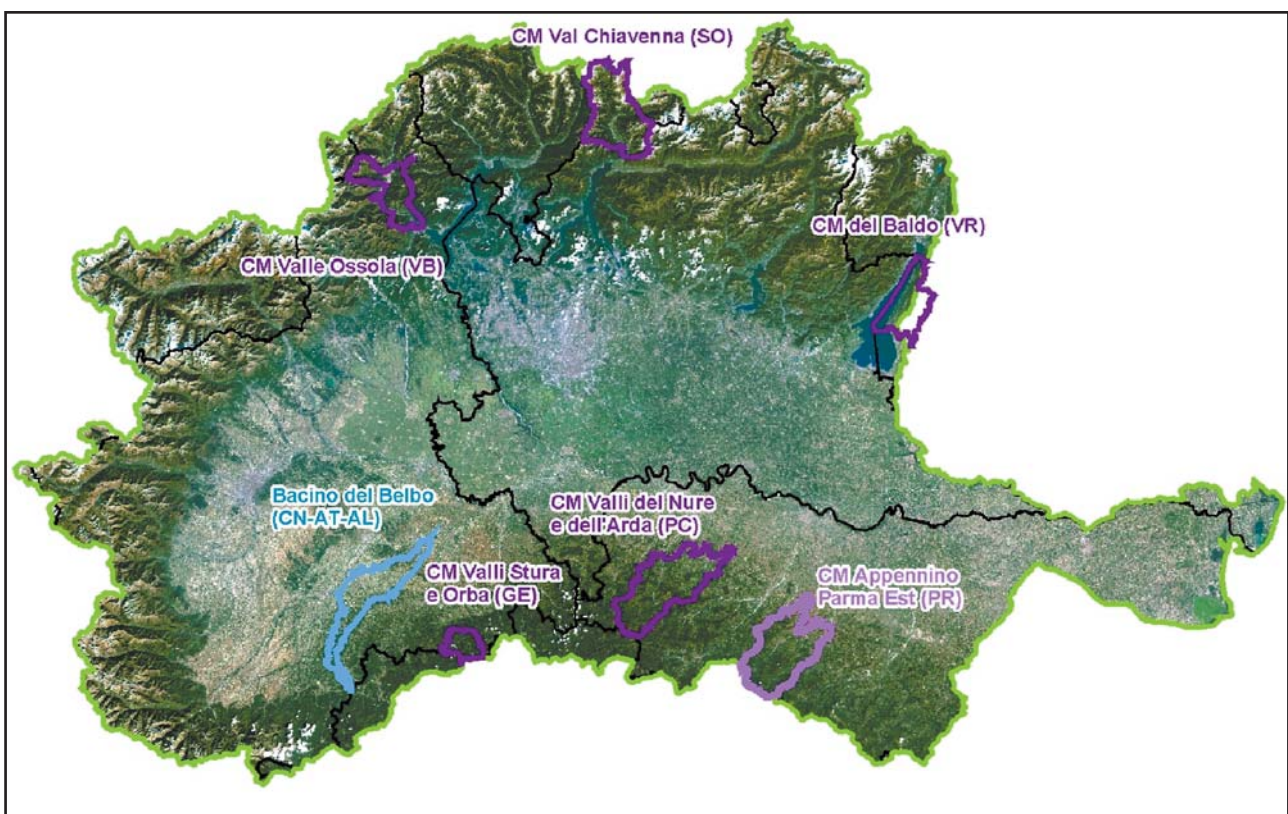 CM Val Chiavenna (SO)
CM del Baldo (VR)
CM Valle Ossola (VB)
Bacino del Belbo
(CN-AT-AL)
CM Valli del Nure
e dell'Arda (PC)
CM Valli Stura
e Orba (GE)
CM Appennino
Parma Est (PR)